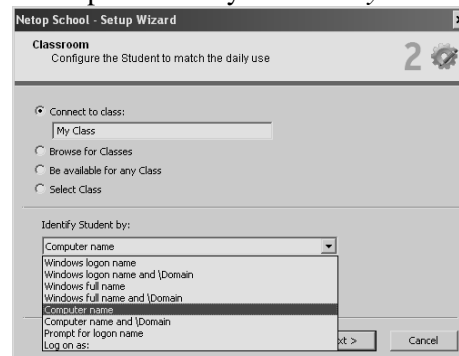 Netop School - Setup Wizard
Classroom
Configure the Student to match the daily use
2
Connect to class:
My Class
Browse for Classes
Be available for any Class
Select Class
Identify Student by:
Computer name
Windows logon name
Windows logon name and \Domain
Windows full name
Windows full name and \Domain
Computer name
Computer name and \Domain
Prompt for logon name
Log on as:
xt >
Cancel